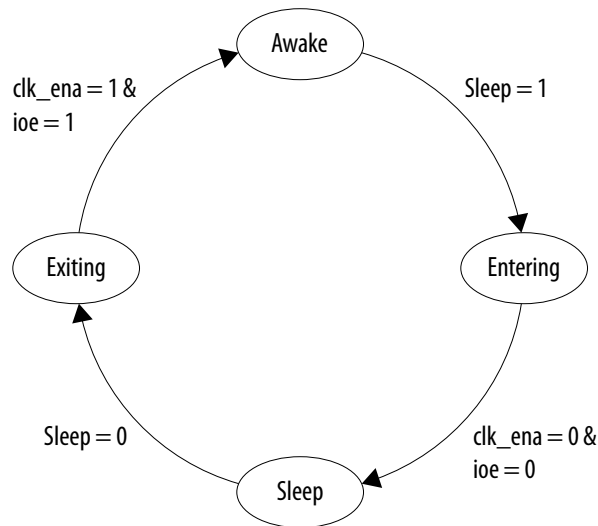 Awake
clk_ena = 1 &
ioe = 1
Sleep = 1
Exiting
Entering
Sleep = 0
clk_ena = 0 &
ioe = 0
Sleep